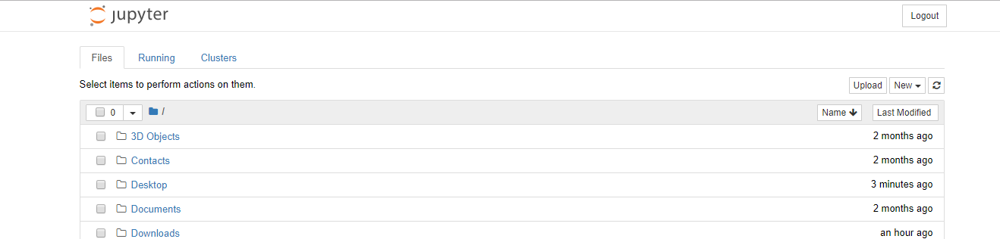 jupyter
Logout
Files Running Clusters
Select items to perform actions on them.
Upload New
0 / Name Last Modified
3D Objects 2 months ago
Contacts 2 months ago
Desktop 3 minutes ago
Documents 2 months ago
Downloads an hour ago